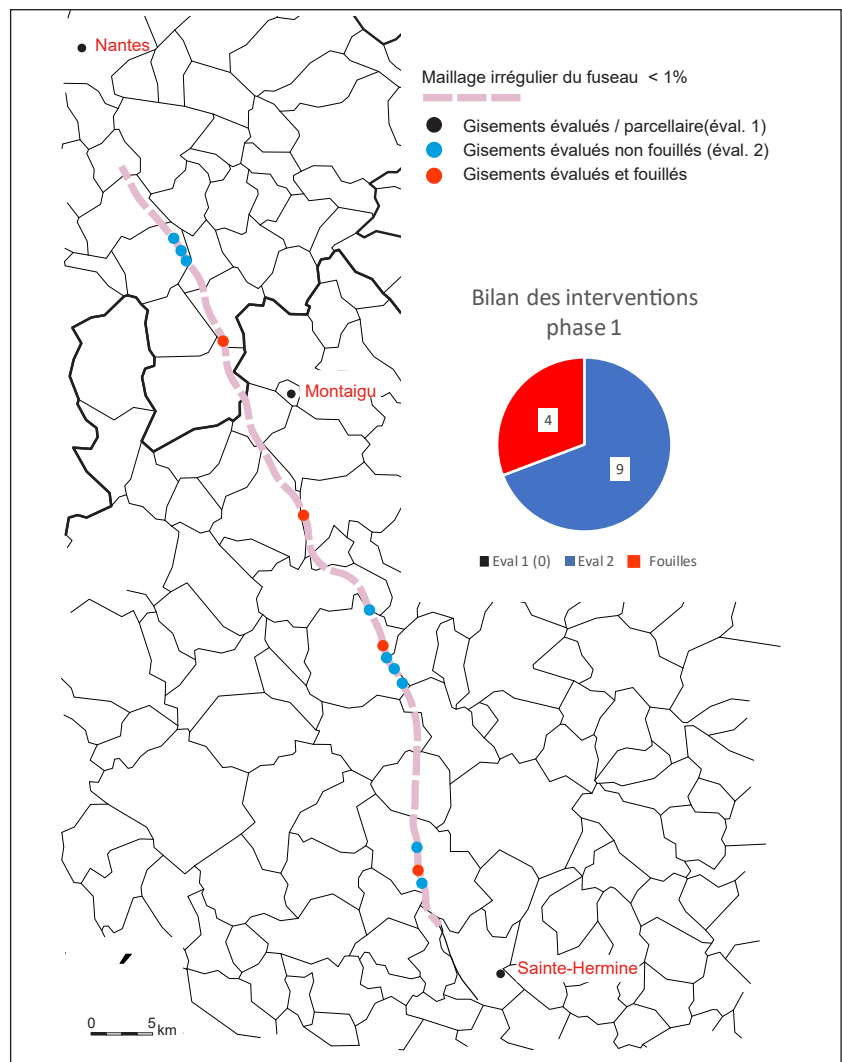 Nantes
Maillage irrégulier du fuseau < 1%
Gisements évalués / parcellaire(éval. 1)
Gisements évalués non fouillés (éval. 2)
Gisements évalués et fouillés
Bilan des interventions
phase 1
4
9
Eval 1 (0) Eval 2 Fouilles
Montaigu
Sainte-Hermine
0 5 km